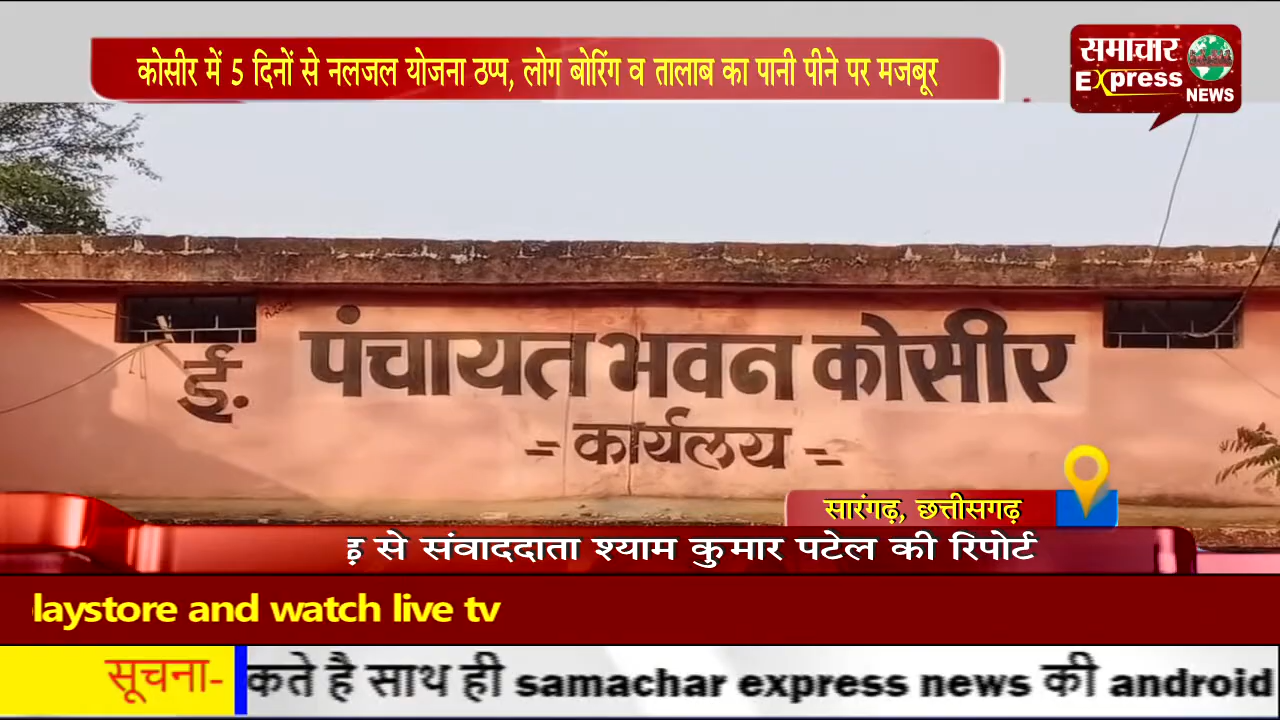 कोसीर में 5 दिनों से नलजल योजना ठप्प, लोग बोरिंग व तालाब का पानी पीने पर मजबूर
समाचार
Express
NEWS
ई. पंचायत भवन कोसीर
= कार्यलय =
सारंगढ़, छत्तीसगढ़
से संवाददाता श्याम कुमार पटेल की रिपोर्ट
laystore and watch live tv
सूचना- कते है साथ ही samachar express news की android